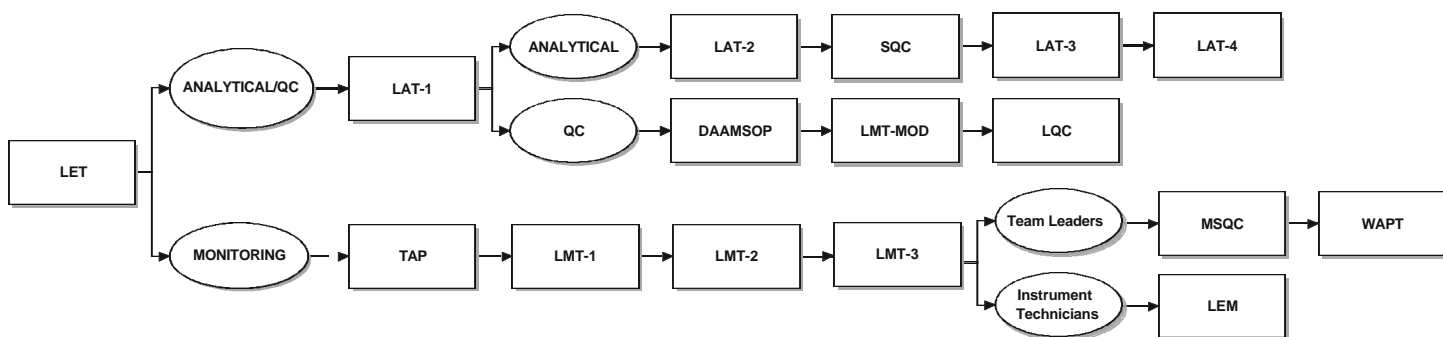 ANALYTICAL
LAT-2
SQC
LAT-3
LAT-4
ANALYTICAL/QC
LAT-1
QC
DAAMSOP
LMT-MOD
LQC
LET
Team Leaders
MSQC
WAPT
MONITORING
TAP
LMT-1
LMT-2
LMT-3
Instrument
Technicians
LEM